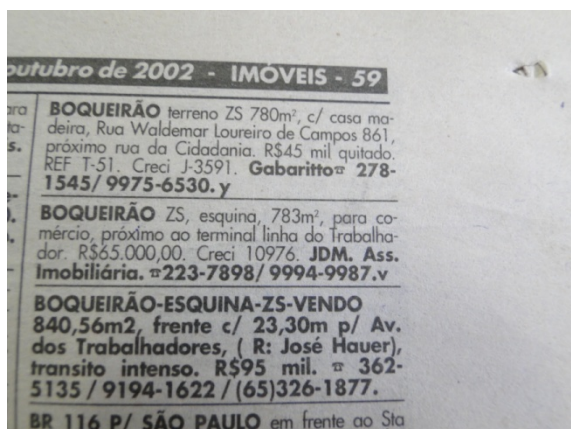 outubro de 2002 - IMÓVEIS - 59
BOQUEIRÃO terreno ZS 780m², c/ casa ma-
deira, Rua Waldemar Loureiro de Campos 861,
próximo rua da Cidadania. R$45 mil quitado.
REF T-51. Creci J-3591. Gabaritto☎ 278-
1545/ 9975-6530. y
BOQUEIRÃO ZS, esquina, 783m², para co-
mércio, próximo ao terminal linha do Trabalha-
dor. R$65.000,00. Creci 10976. JDM. Ass.
Imobiliária. ☎223-7898/ 9994-9987.v
BOQUEIRÃO-ESQUINA-ZS-VENDO
840,56m2, frente c/ 23,30m p/ Av.
dos Trabalhadores, ( R: José Hauer),
transito intenso. R$95 mil. ☎ 362-
5135 / 9194-1622 / (65)326-1877.
BR 116 P/ SÃO PAULO em frente ao Sta